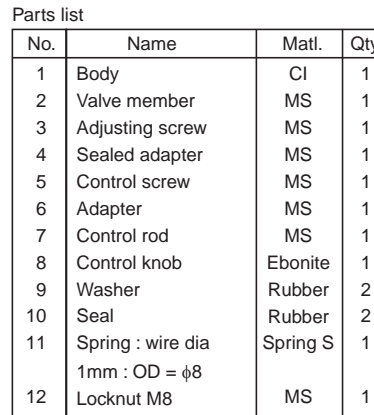 Parts list
No. Name Matl. Qty
1 Body CI 1
2 Valve member MS 1
3 Adjusting screw MS 1
4 Sealed adapter MS 1
5 Control screw MS 1
6 Adapter MS 1
7 Control rod MS 1
8 Control knob Ebonite 1
9 Washer Rubber 2
10 Seal Rubber 2
11 Spring : wire dia Spring S 1
1mm : OD = ϕ8
12 Locknut M8 MS 1